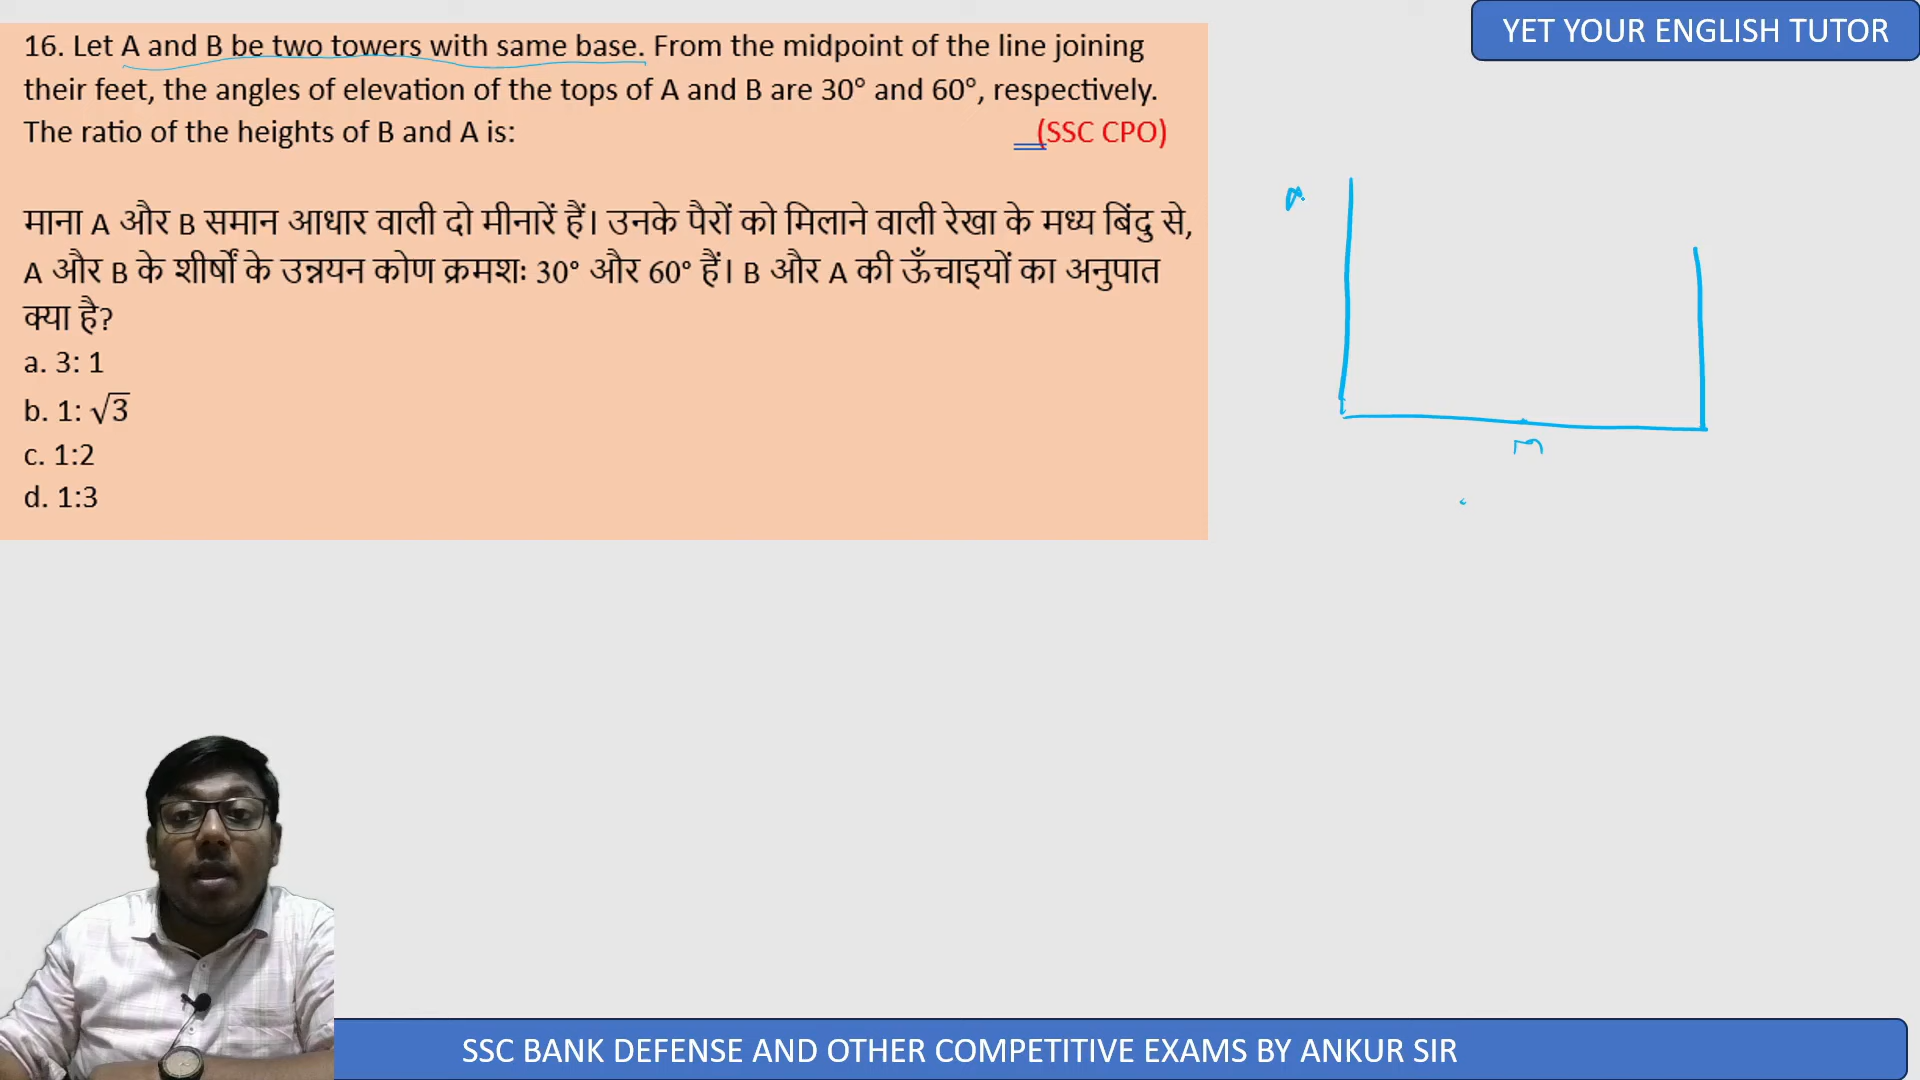 YET YOUR ENGLISH TUTOR
16. Let A and B be two towers with same base. From the midpoint of the line joining
their feet, the angles of elevation of the tops of A and B are 30° and 60°, respectively.
The ratio of the heights of B and A is: (SSC CPO)
माना A और B समान आधार वाली दो मीनारें हैं। उनके पैरों को मिलाने वाली रेखा के मध्य बिंदु से,
A और B के शीर्षों के उन्नयन कोण क्रमशः 30° और 60° हैं। B और A की ऊँचाइयों का अनुपात
क्या है?
a. 3: 1
b. 1: √3
c. 1:2
d. 1:3
m
SSC BANK DEFENSE AND OTHER COMPETITIVE EXAMS BY ANKUR SIR